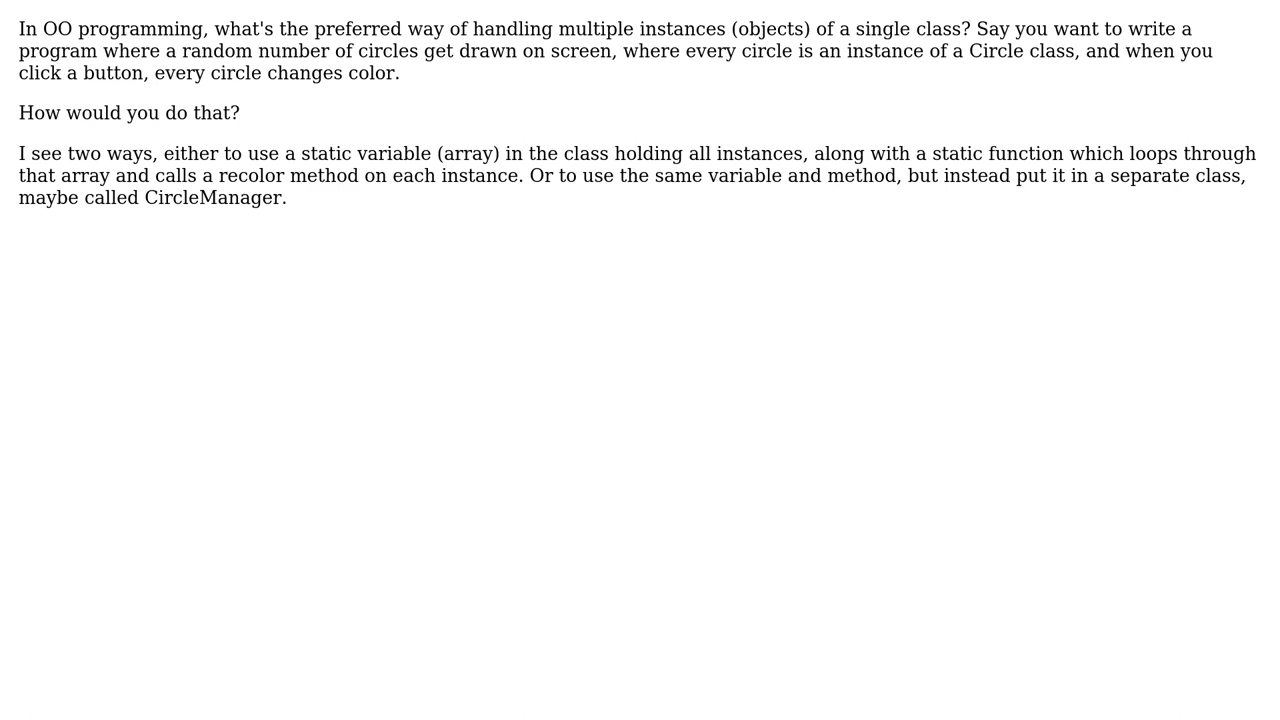 In OO programming, what's the preferred way of handling multiple instances (objects) of a single class? Say you want to write a
program where a random number of circles get drawn on screen, where every circle is an instance of a Circle class, and when you
click a button, every circle changes color.
How would you do that?
I see two ways, either to use a static variable (array) in the class holding all instances, along with a static function which loops through
that array and calls a recolor method on each instance. Or to use the same variable and method, but instead put it in a separate class,
maybe called CircleManager.